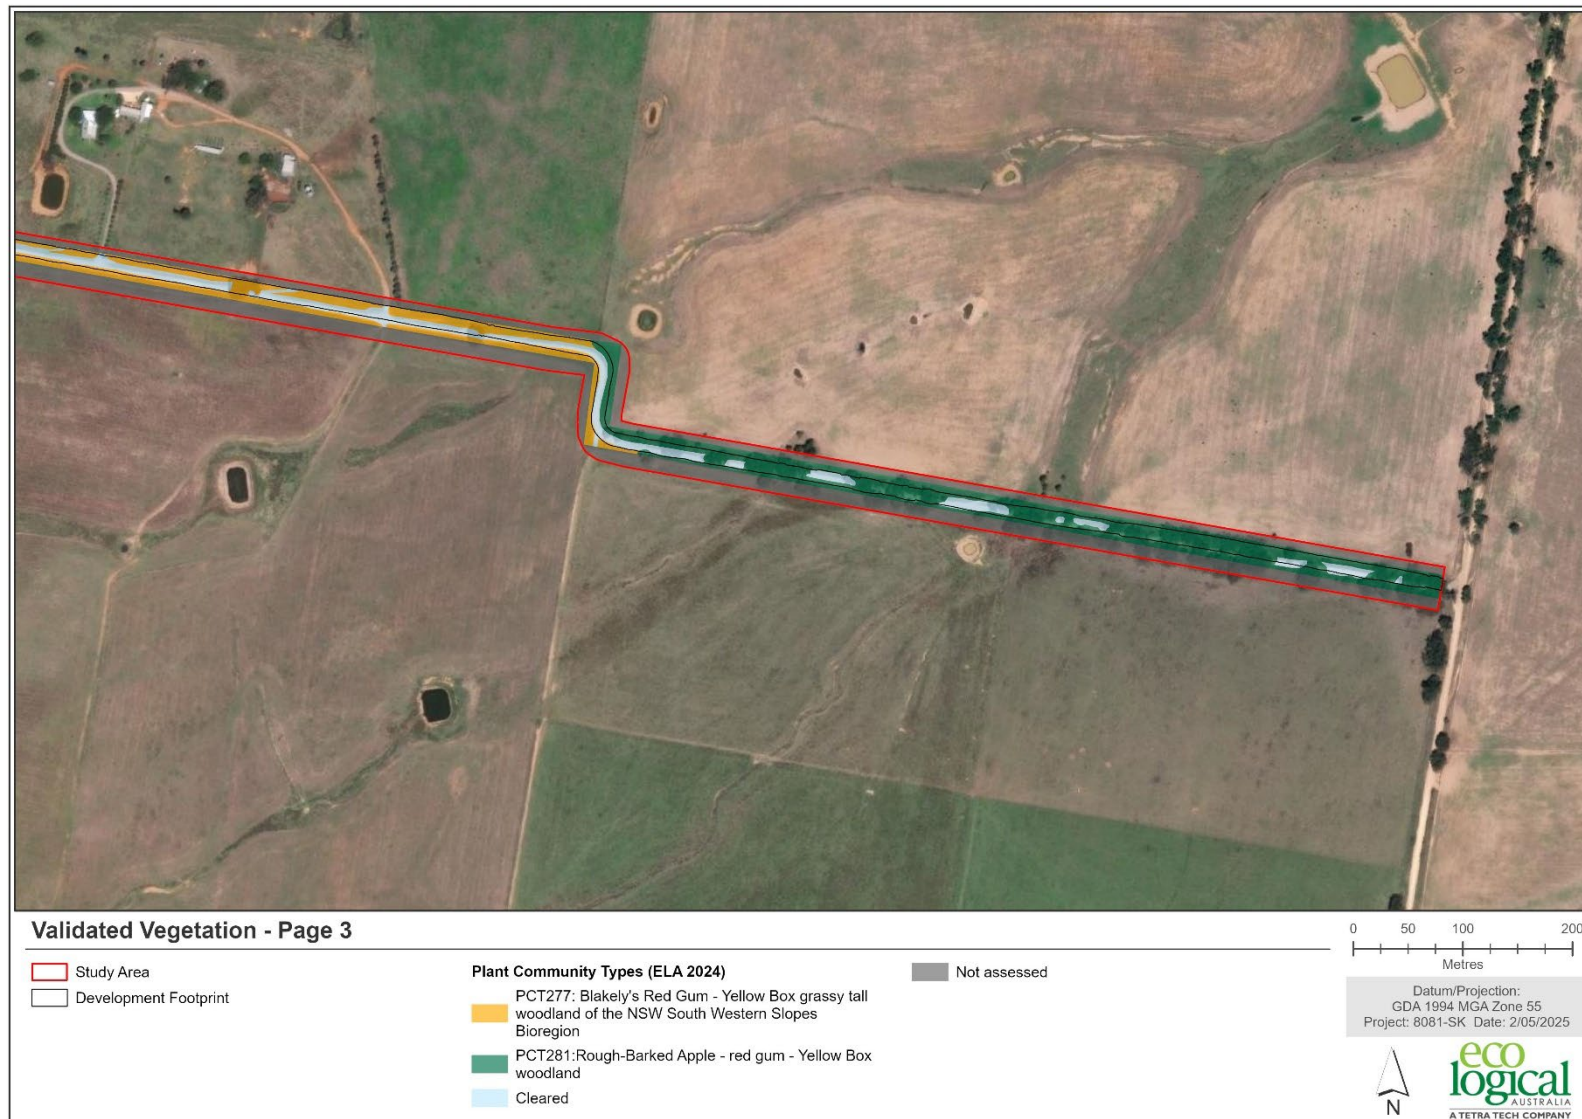 Validated Vegetation - Page 3
Study Area
Development Footprint
Plant Community Types (ELA 2024)
PCT277: Blakely's Red Gum - Yellow Box grassy tall
woodland of the NSW South Western Slopes
Bioregion
PCT281:Rough-Barked Apple - red gum - Yellow Box
woodland
Cleared
Not assessed
0 50 100 200
Metres
Datum/Projection:
GDA 1994 MGA Zone 55
Project: 8081-SK Date: 2/05/2025
N
eco
logical
AUSTRALIA
A TETRA TECH COMPANY